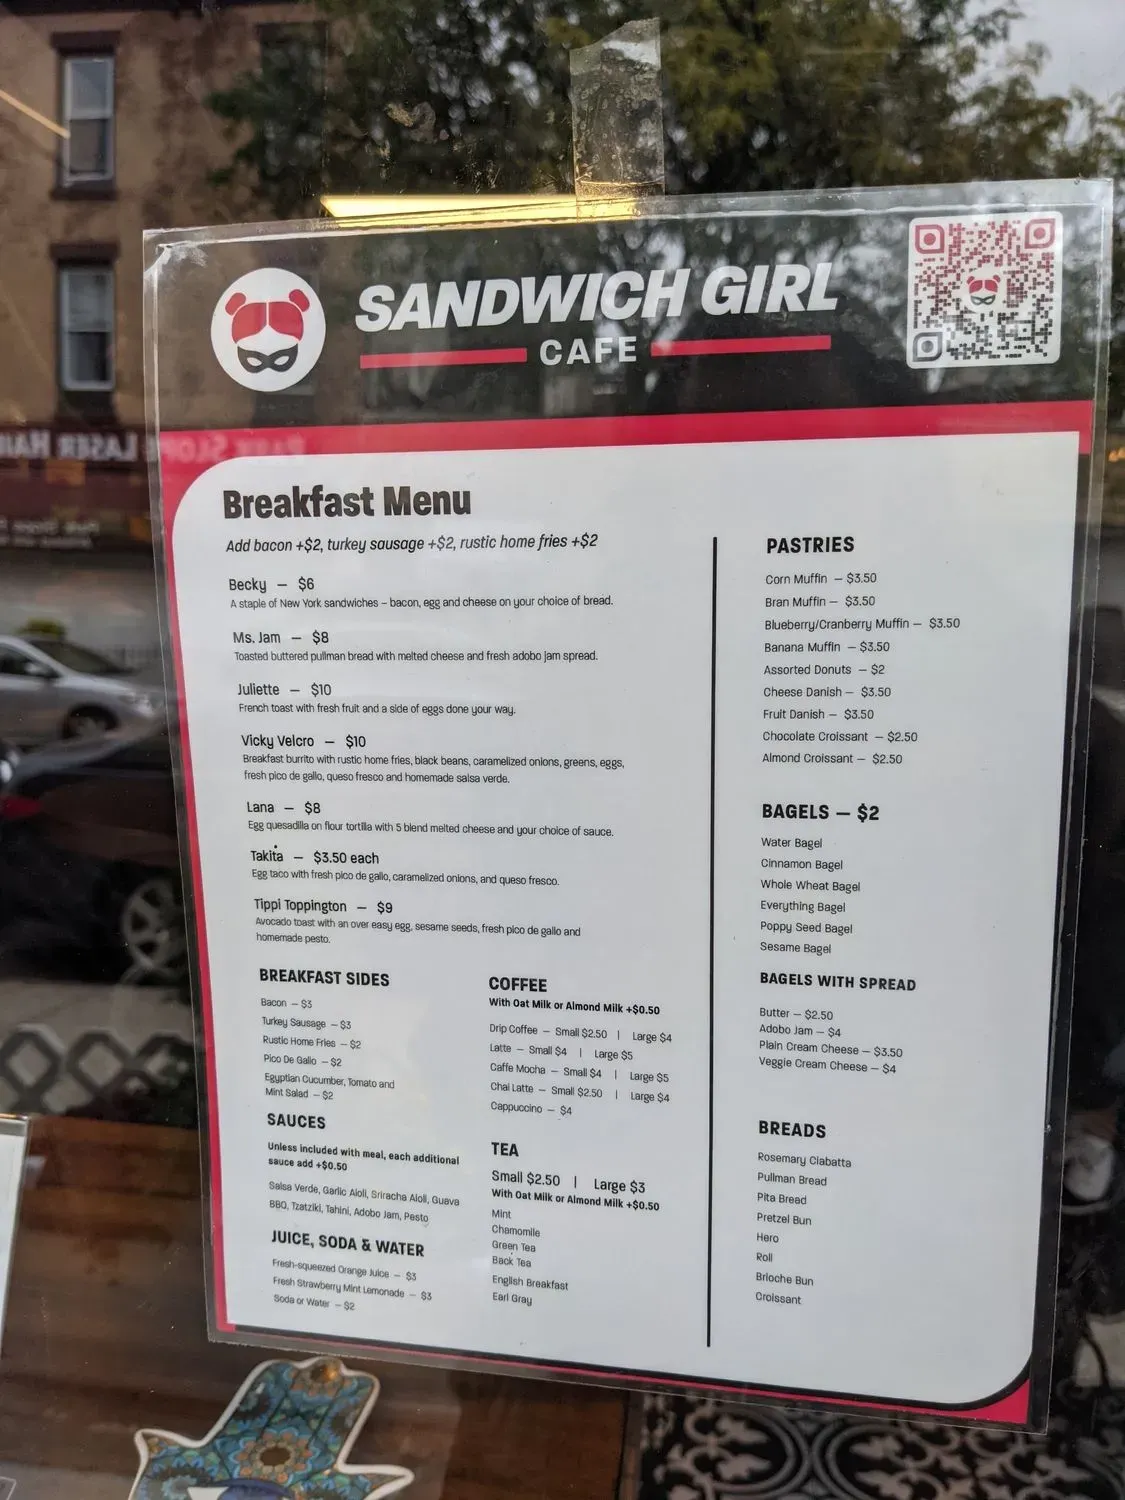 SANDWICH GIRL
CAFE
Breakfast Menu
Add bacon +$2, turkey sausage +$2, rustic home fries +$2
Becky – $6
A staple of New York sandwiches – bacon, egg and cheese on your choice of bread.
Ms. Jam – $8
Toasted buttered pullman bread with melted cheese and fresh adobo jam spread.
Juliette – $10
French toast with fresh fruit and a side of eggs done your way.
Vicky Velcro – $10
Breakfast burrito with rustic home fries, black beans, caramelized onions, greens, eggs,
fresh pico de gallo, queso fresco and homemade salsa verde.
Lana – $8
Egg quesadilla on flour tortilla with 5 blend melted cheese and your choice of sauce.
Takita – $3.50 each
Egg taco with fresh pico de gallo, caramelized onions, and queso fresco.
Tippi Toppington – $9
Avocado toast with an over easy egg, sesame seeds, fresh pico de gallo and
homemade pesto.
BREAKFAST SIDES
Bacon – $3
Turkey Sausage – $3
Rustic Home Fries – $2
Pico De Gallo – $2
Egyptian Cucumber, Tomato and
Mint Salad – $2
SAUCES
Unless included with meal, each additional
sauce add +$0.50
Salsa Verde, Garlic Aioli, Sriracha Aioli, Guava
BBQ, Tzatziki, Tahini, Adobo Jam, Pesto
JUICE, SODA & WATER
Fresh-squeezed Orange Juice – $3
Fresh Strawberry Mint Lemonade – $3
Soda or Water – $2
COFFEE
With Oat Milk or Almond Milk +$0.50
Drip Coffee – Small $2.50 | Large $4
Latte – Small $4 | Large $5
Caffe Mocha – Small $4 | Large $5
Chai Latte – Small $2.50 | Large $4
Cappuccino – $4
TEA
Small $2.50 | Large $3
With Oat Milk or Almond Milk +$0.50
Mint
Chamomile
Green Tea
Back Tea
English Breakfast
Earl Gray
PASTRIES
Corn Muffin – $3.50
Bran Muffin – $3.50
Blueberry/Cranberry Muffin – $3.50
Banana Muffin – $3.50
Assorted Donuts – $2
Cheese Danish – $3.50
Fruit Danish – $3.50
Chocolate Croissant – $2.50
Almond Croissant – $2.50
BAGELS – $2
Water Bagel
Cinnamon Bagel
Whole Wheat Bagel
Everything Bagel
Poppy Seed Bagel
Sesame Bagel
BAGELS WITH SPREAD
Butter – $2.50
Adobo Jam – $4
Plain Cream Cheese – $3.50
Veggie Cream Cheese – $4
BREADS
Rosemary Ciabatta
Pullman Bread
Pita Bread
Pretzel Bun
Hero
Roll
Brioche Bun
Croissant
PARK SLOPE LASER HAIR